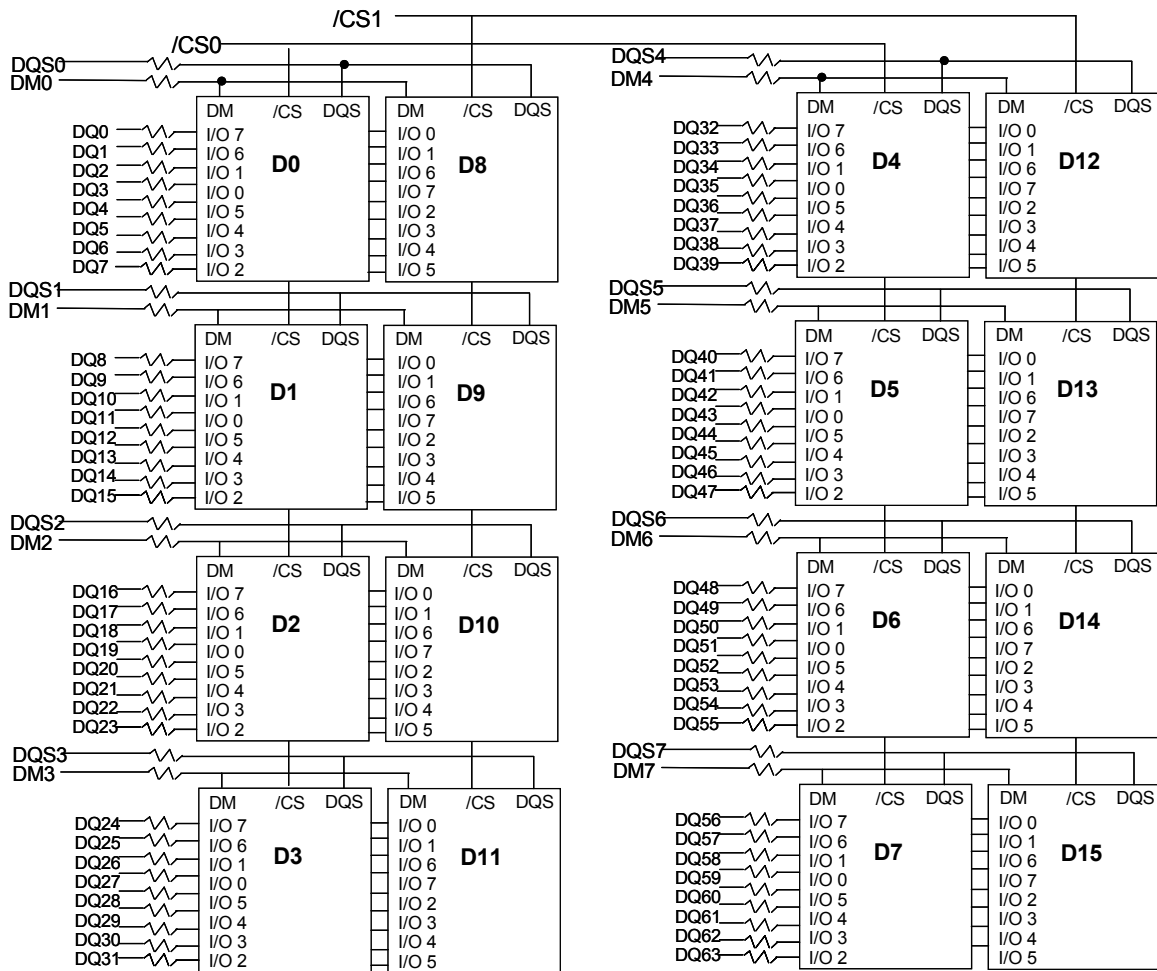 /CS1
/CS0
DQS0
DM0
DM /CS DQS
DM /CS DQS
DQ0 I/O 7 I/O 0
DQ1 I/O 6 I/O 1
DQ2 I/O 1 I/O 6
DQ3 I/O 0 I/O 7
DQ4 I/O 5 I/O 2
DQ5 I/O 4 I/O 3
DQ6 I/O 3 I/O 4
DQ7 I/O 2 I/O 5
D0
D8
DQS1
DM1
DM /CS DQS
DM /CS DQS
DQ8 I/O 7 I/O 0
DQ9 I/O 6 I/O 1
DQ10 I/O 1 I/O 6
DQ11 I/O 0 I/O 7
DQ12 I/O 5 I/O 2
DQ13 I/O 4 I/O 3
DQ14 I/O 3 I/O 4
DQ15 I/O 2 I/O 5
D1
D9
DQS2
DM2
DM /CS DQS
DM /CS DQS
DQ16 I/O 7 I/O 0
DQ17 I/O 6 I/O 1
DQ18 I/O 1 I/O 6
DQ19 I/O 0 I/O 7
DQ20 I/O 5 I/O 2
DQ21 I/O 4 I/O 3
DQ22 I/O 3 I/O 4
DQ23 I/O 2 I/O 5
D2
D10
DQS3
DM3
DM /CS DQS
DM /CS DQS
DQ24 I/O 7 I/O 0
DQ25 I/O 6 I/O 1
DQ26 I/O 1 I/O 6
DQ27 I/O 0 I/O 7
DQ28 I/O 5 I/O 2
DQ29 I/O 4 I/O 3
DQ30 I/O 3 I/O 4
DQ31 I/O 2 I/O 5
D3
D11
DQS4
DM4
DM /CS DQS
DM /CS DQS
DQ32 I/O 7 I/O 0
DQ33 I/O 6 I/O 1
DQ34 I/O 1 I/O 6
DQ35 I/O 0 I/O 7
DQ36 I/O 5 I/O 2
DQ37 I/O 4 I/O 3
DQ38 I/O 3 I/O 4
DQ39 I/O 2 I/O 5
D4
D12
DQS5
DM5
DM /CS DQS
DM /CS DQS
DQ40 I/O 7 I/O 0
DQ41 I/O 6 I/O 1
DQ42 I/O 1 I/O 6
DQ43 I/O 0 I/O 7
DQ44 I/O 5 I/O 2
DQ45 I/O 4 I/O 3
DQ46 I/O 3 I/O 4
DQ47 I/O 2 I/O 5
D5
D13
DQS6
DM6
DM /CS DQS
DM /CS DQS
DQ48 I/O 7 I/O 0
DQ49 I/O 6 I/O 1
DQ50 I/O 1 I/O 6
DQ51 I/O 0 I/O 7
DQ52 I/O 5 I/O 2
DQ53 I/O 4 I/O 3
DQ54 I/O 3 I/O 4
DQ55 I/O 2 I/O 5
D6
D14
DQS7
DM7
DM /CS DQS
DM /CS DQS
DQ56 I/O 7 I/O 0
DQ57 I/O 6 I/O 1
DQ58 I/O 1 I/O 6
DQ59 I/O 0 I/O 7
DQ60 I/O 5 I/O 2
DQ61 I/O 4 I/O 3
DQ62 I/O 3 I/O 4
DQ63 I/O 2 I/O 5
D7
D15